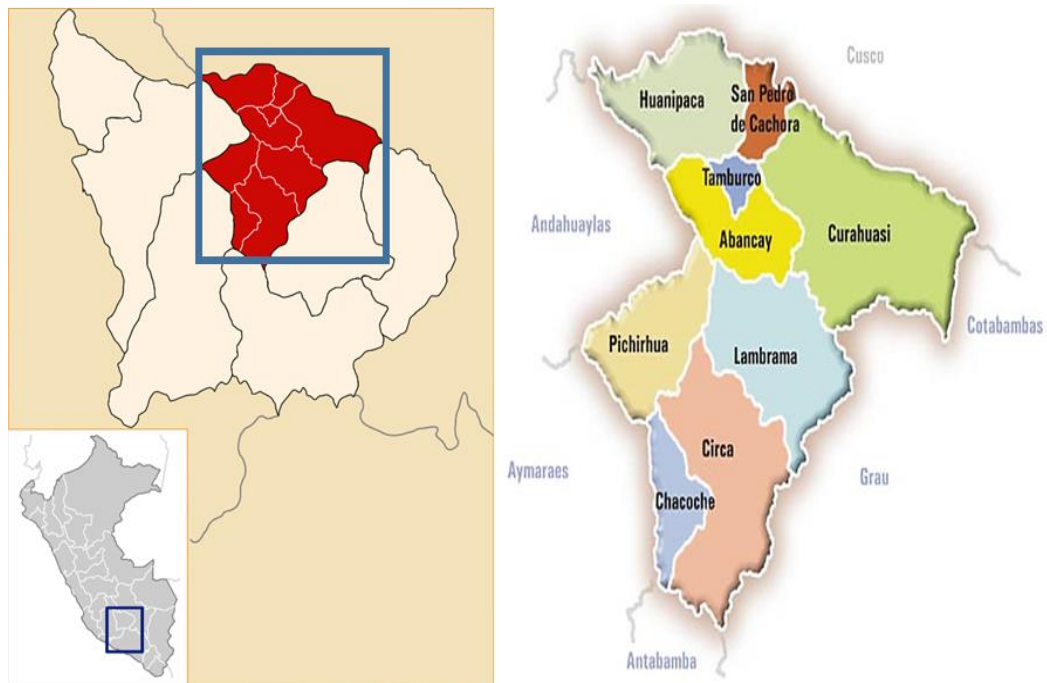 Cusco
Huanipaca
San Pedro
de Cachora
Tamburco
Andahuaylas
Abancay
Curahuasi
Cotabambas
Pichirhua
Lambrama
Circa
Aymaraes
Grau
Chacoche
Antabamba